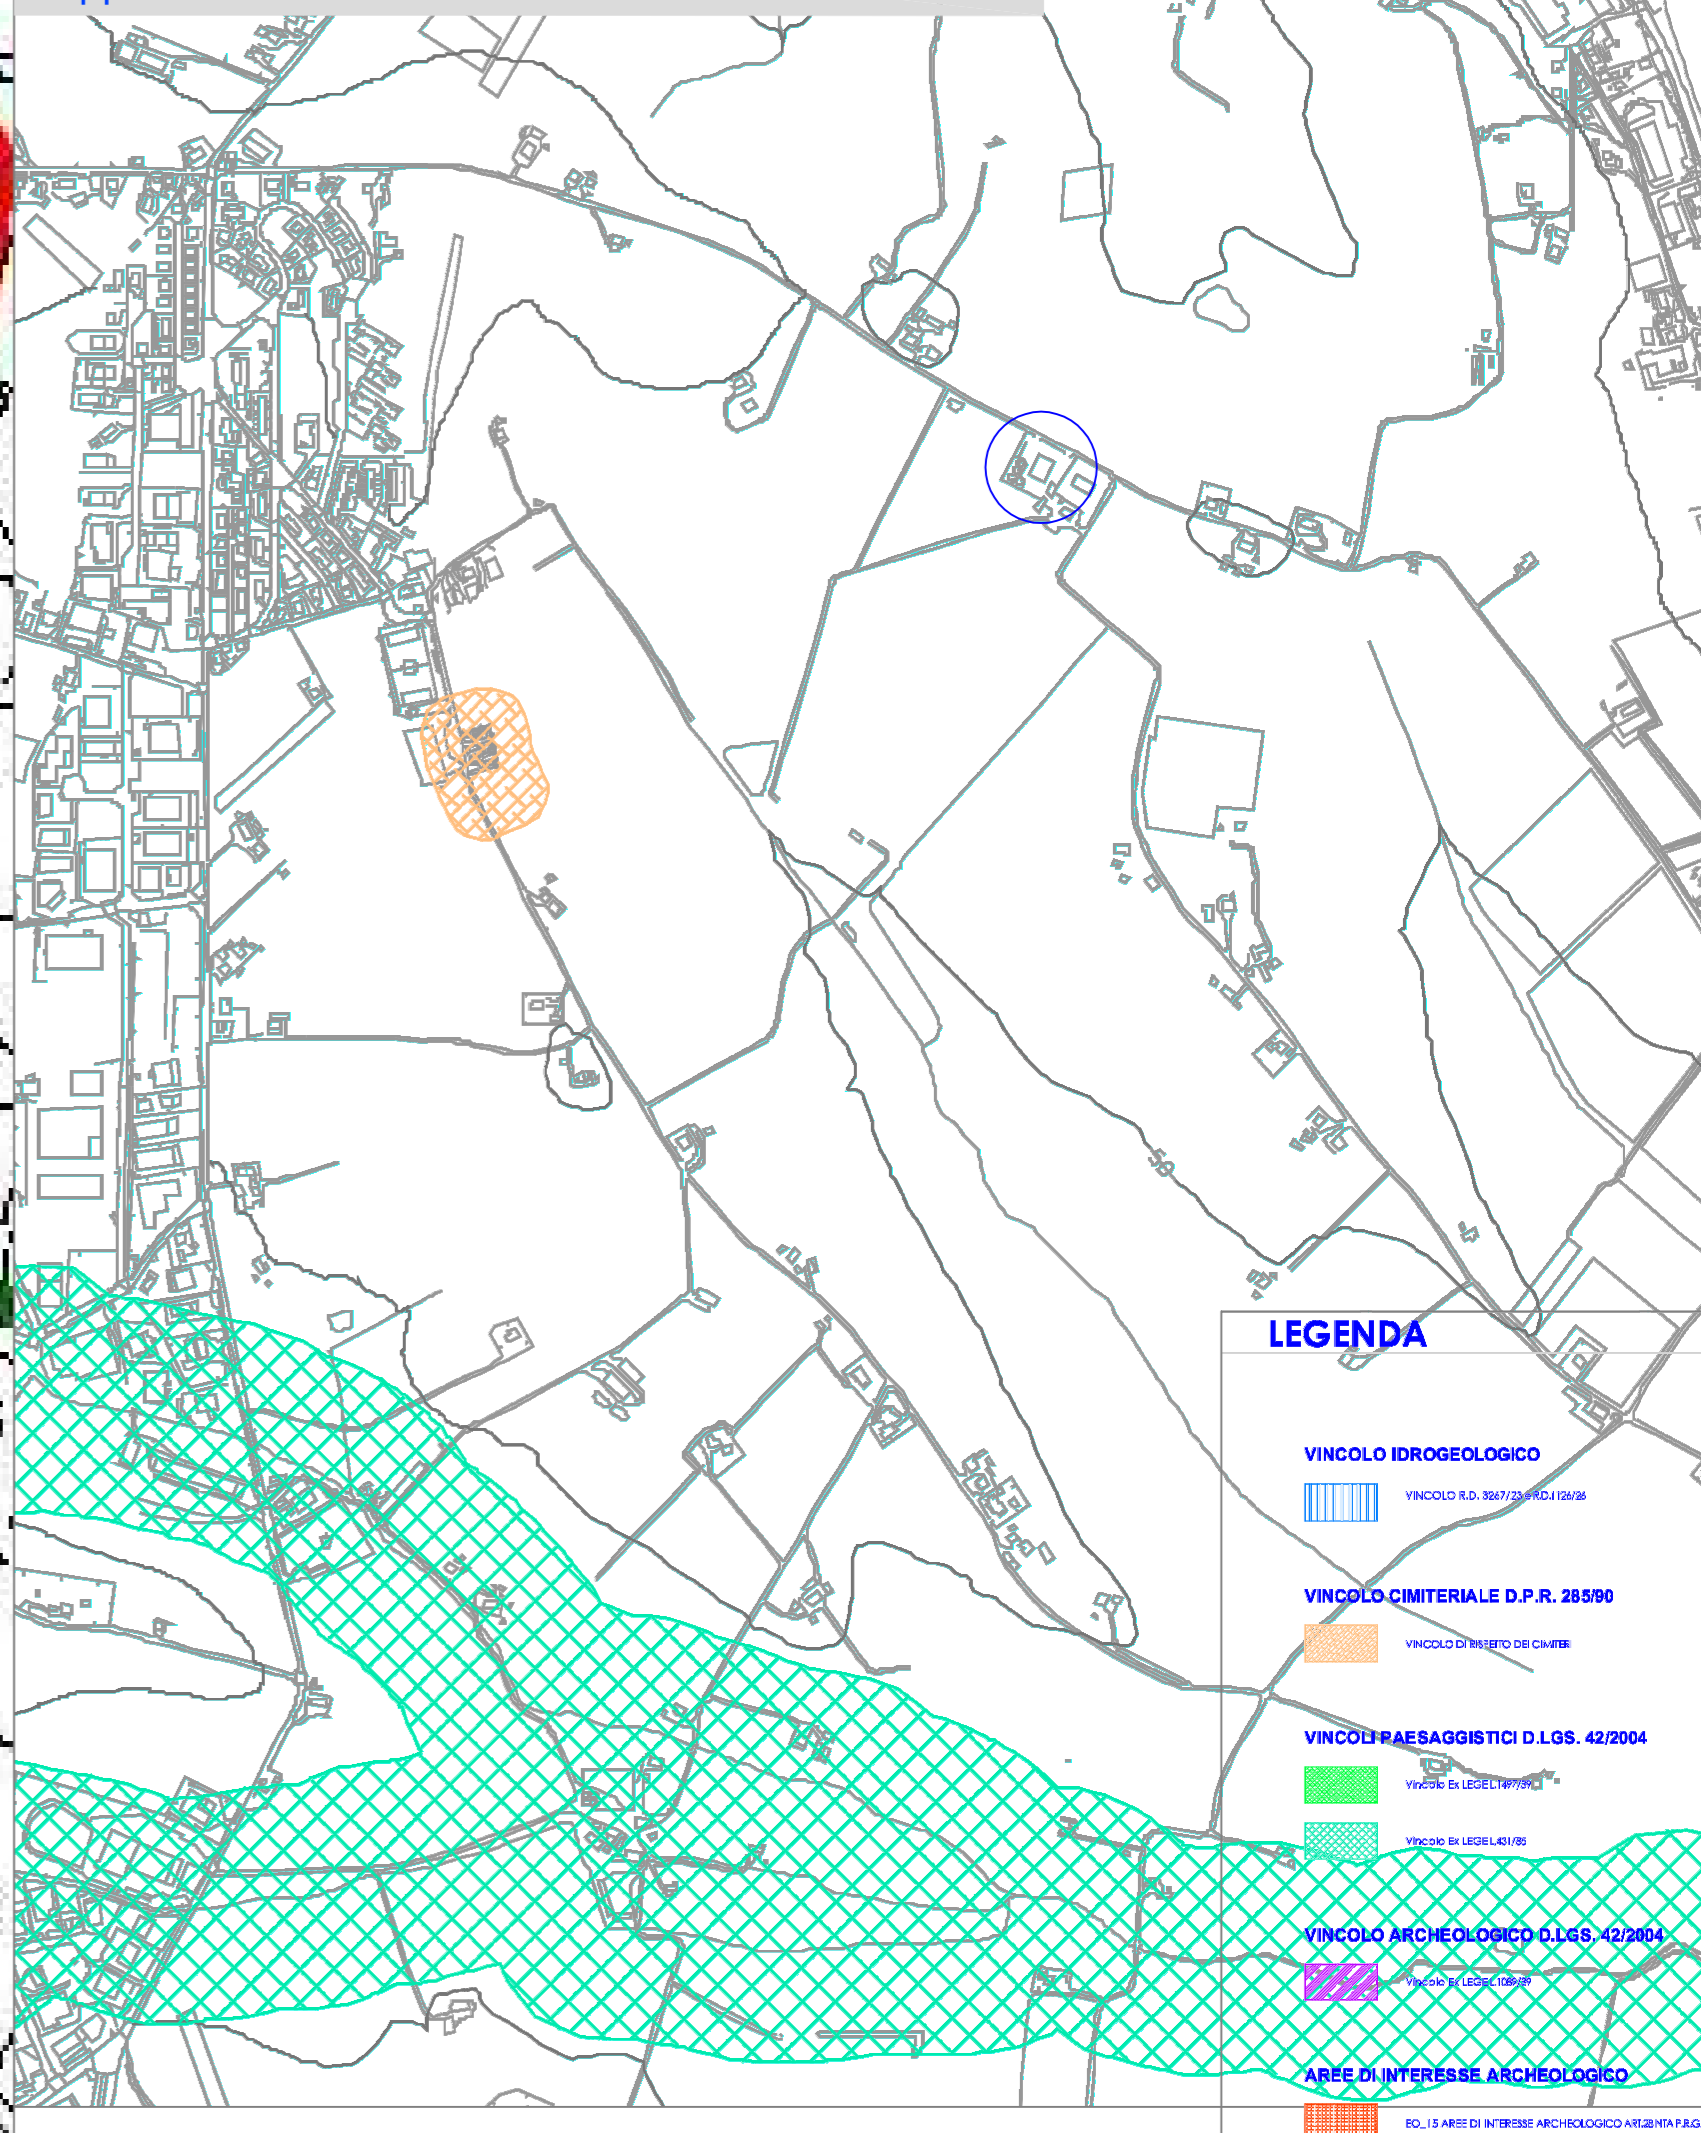 50
LEGENDA
VINCOLO IDROGEOLOGICO
VINCOLO R.D. 3267/23 e R.D.1126/26
VINCOLO CIMITERIALE D.P.R. 285/90
VINCOLO DI RISPETTO DEI CIMITERI
VINCOLI PAESAGGISTICI D.LGS. 42/2004
Vincolo Ex LEGE L.1497/39
Vincolo Ex LEGE L.431/85
VINCOLO ARCHEOLOGICO D.LGS. 42/2004
Vincolo Ex LEGE L.1089/39
AREE DI INTERESSE ARCHEOLOGICO
EO_15 AREE DI INTERESSE ARCHEOLOGICO ART.28 NTA P.R.G.